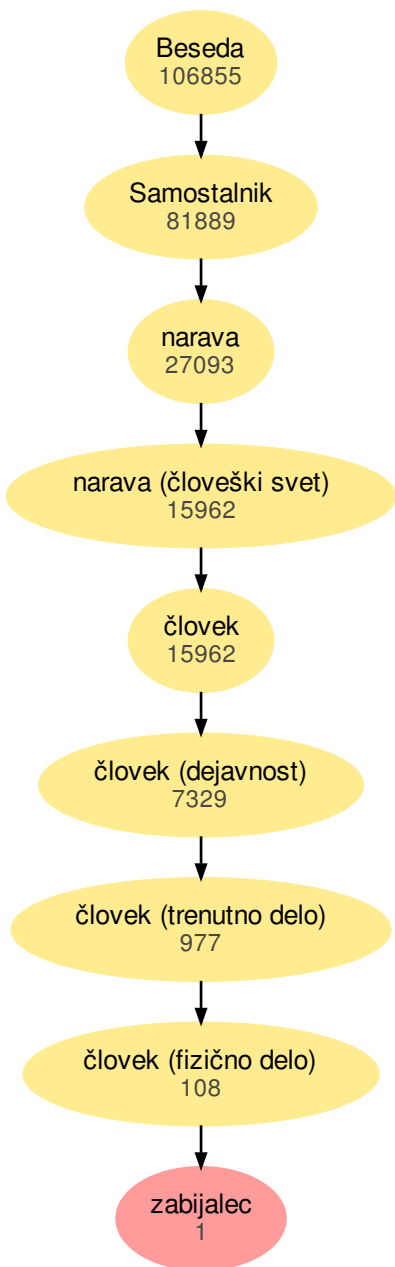 Beseda
106855
Samostalnik
81889
narava
27093
narava (človeški svet)
15962
človek
15962
človek (dejavnost)
7329
človek (trenutno delo)
977
človek (fizično delo)
108
zabijalec
1